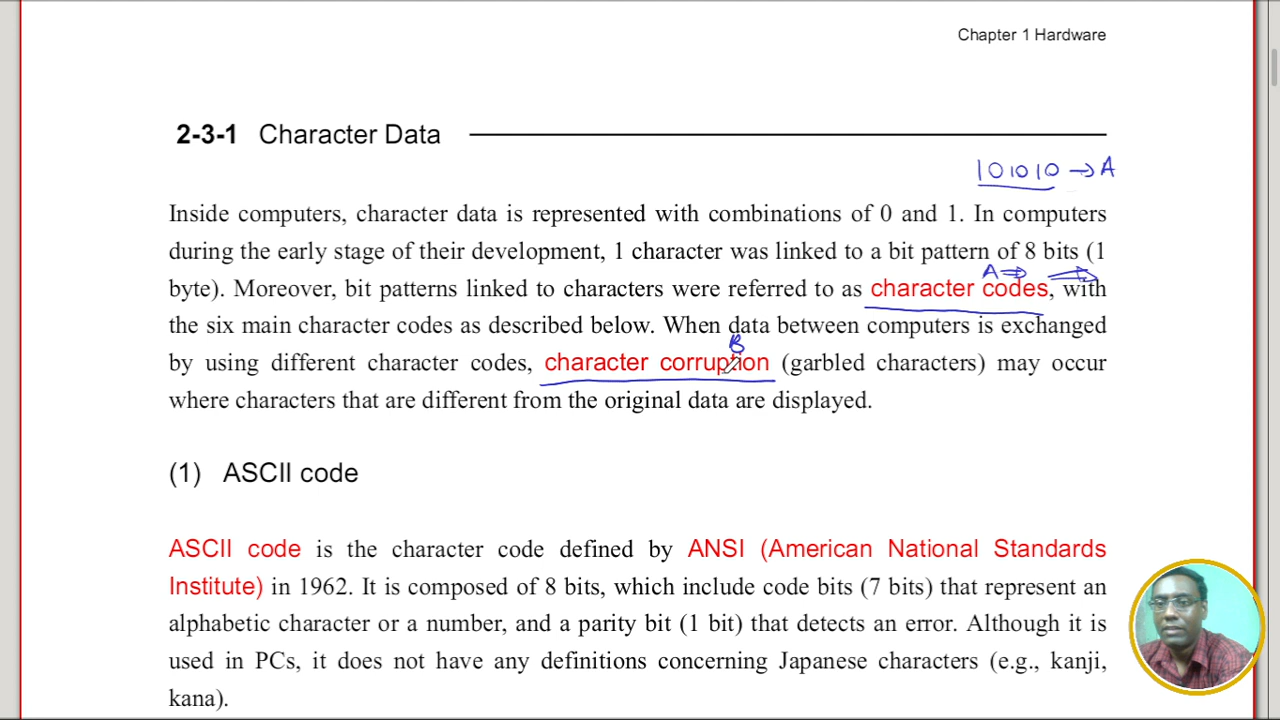 Chapter 1 Hardware
2-3-1 Character Data
101010 → A
Inside computers, character data is represented with combinations of 0 and 1. In computers
during the early stage of their development, 1 character was linked to a bit pattern of 8 bits (1
A ⇒
byte). Moreover, bit patterns linked to characters were referred to as character codes, with
the six main character codes as described below. When data between computers is exchanged
B
by using different character codes, character corruption (garbled characters) may occur
where characters that are different from the original data are displayed.
(1) ASCII code
ASCII code is the character code defined by ANSI (American National Standards
Institute) in 1962. It is composed of 8 bits, which include code bits (7 bits) that represent an
alphabetic character or a number, and a parity bit (1 bit) that detects an error. Although it is
used in PCs, it does not have any definitions concerning Japanese characters (e.g., kanji,
kana).